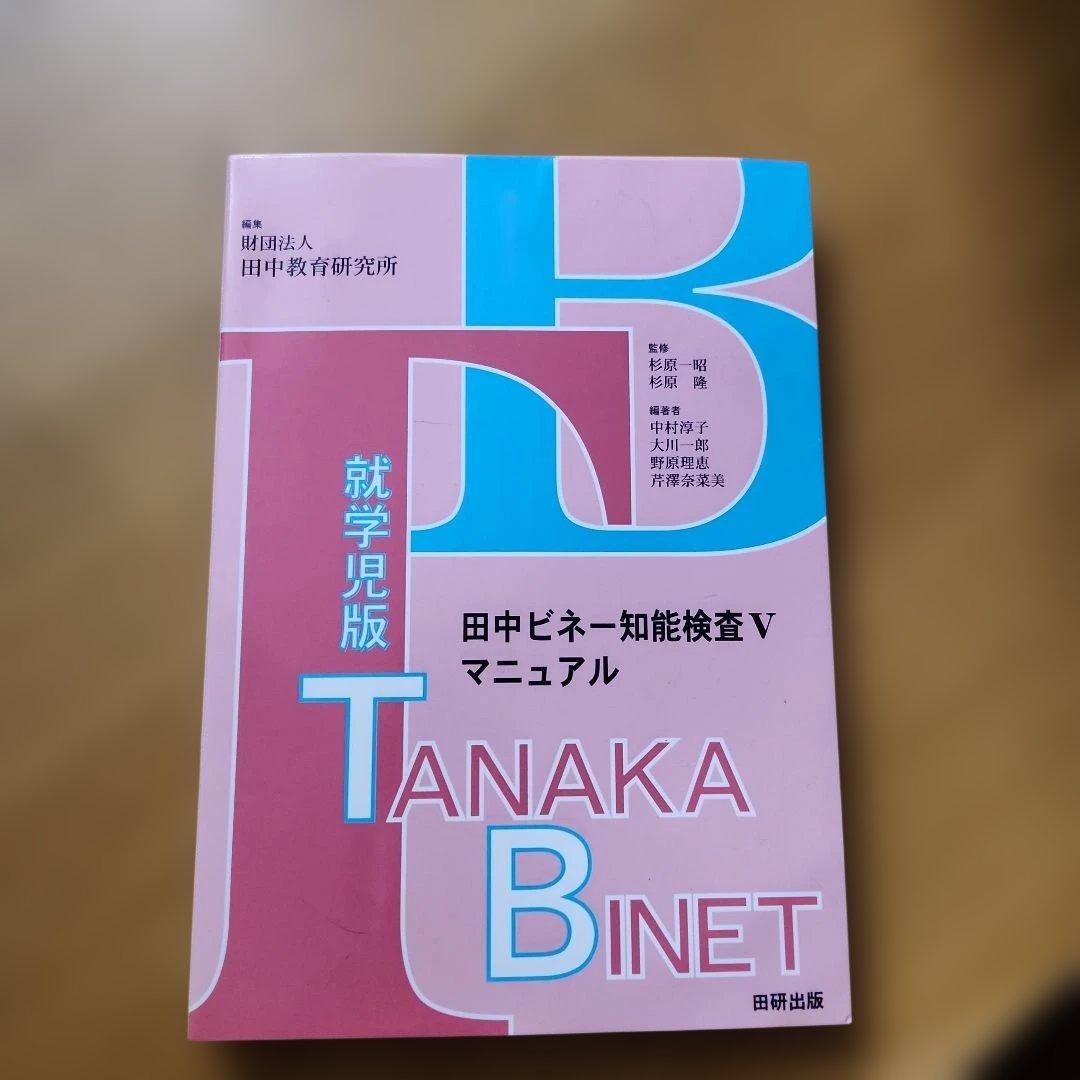 編集
財団法人
田中教育研究所
監修
杉原一昭
杉原 隆
編著者
中村淳子
大川一郎
野原理恵
芹澤奈菜美
就学児版
田中ビネー知能検査V
マニュアル
TANAKA
BINET
田研出版
TB